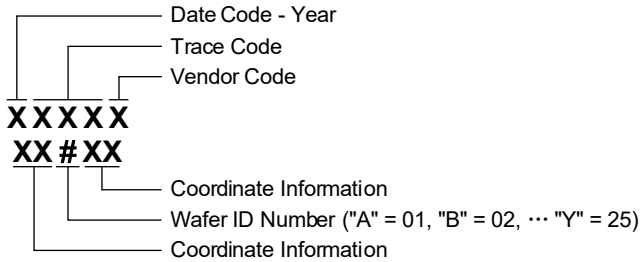 Date Code - Year
Trace Code
Vendor Code
XXXXX
XX # XX
Coordinate Information
Wafer ID Number ("A" = 01, "B" = 02, ··· "Y" = 25)
Coordinate Information